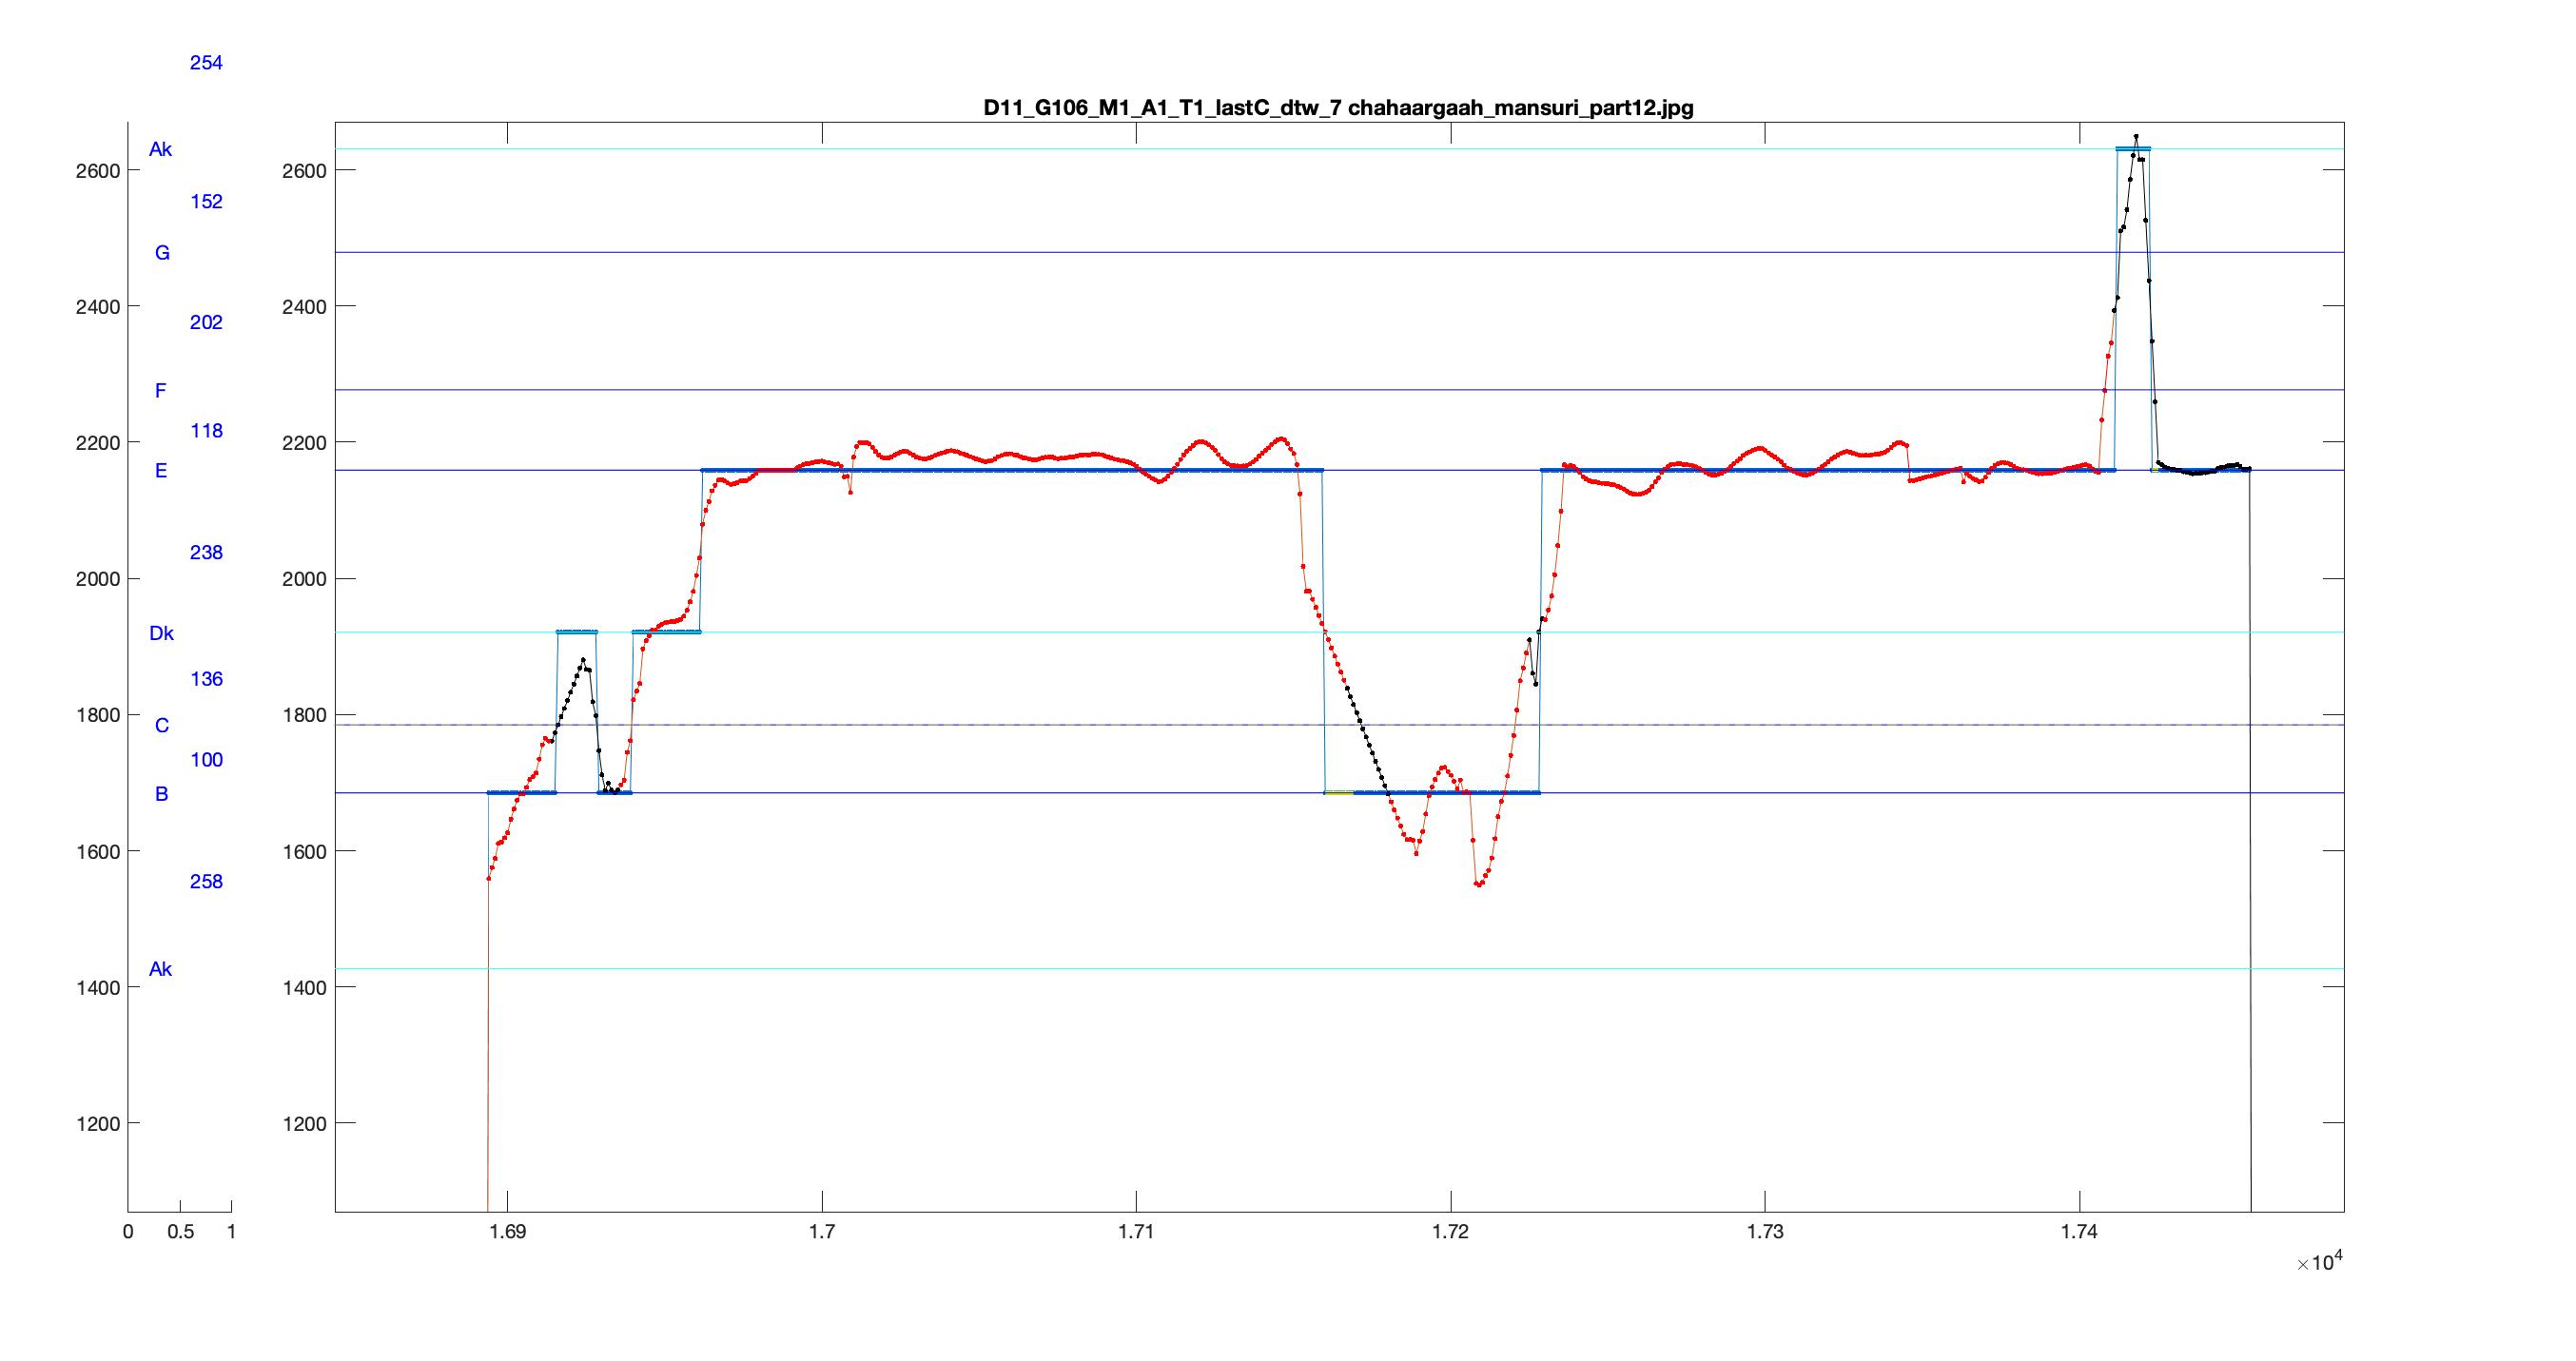 254
D11_G106_M1_A1_T1_lastC_dtw_7 chahaargaah_mansuri_part12.jpg
Ak
2600 2600
152
G
2400 202 2400
F
118
2200 2200
E
238
2000 2000
Dk
136
1800 C 1800
100
B
1600 1600
258
Ak
1400 1400
1200 1200
0 0.5 1 1.69 1.7 1.71 1.72 1.73 1.74
×10^4